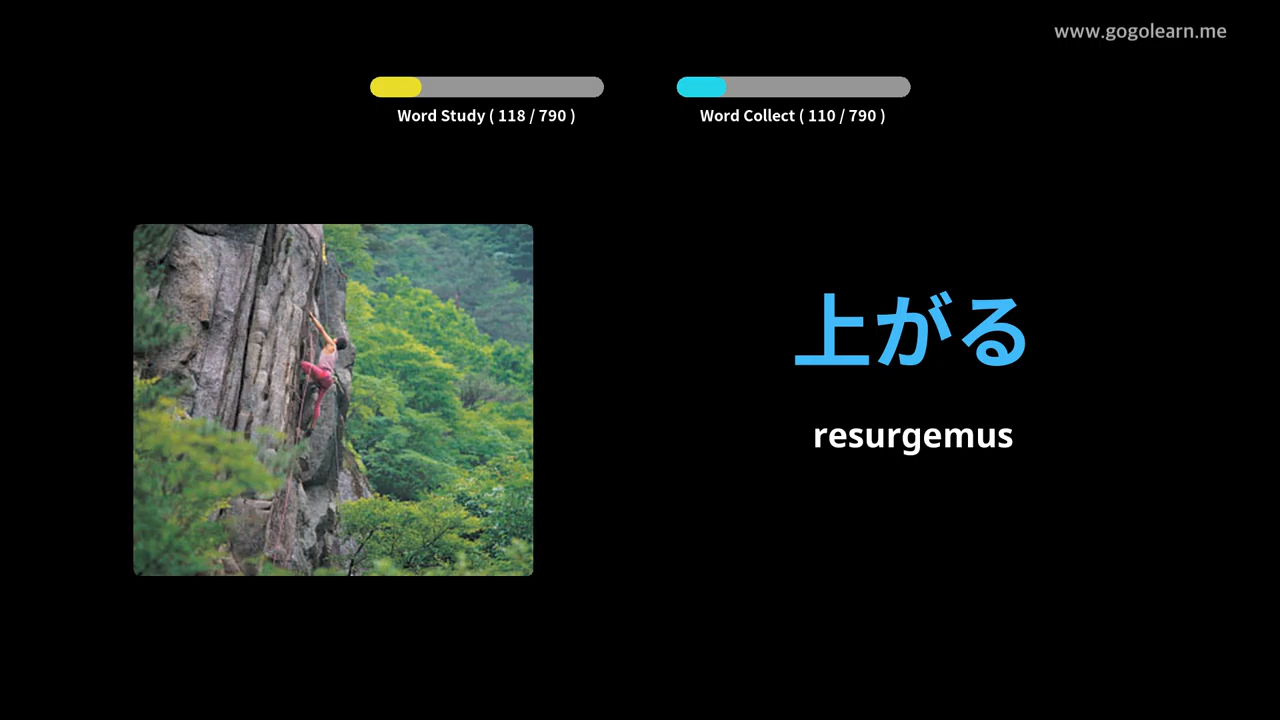 www.gogolearn.me
Word Study ( 118 / 790 )
Word Collect ( 110 / 790 )
上がる
resurgemus